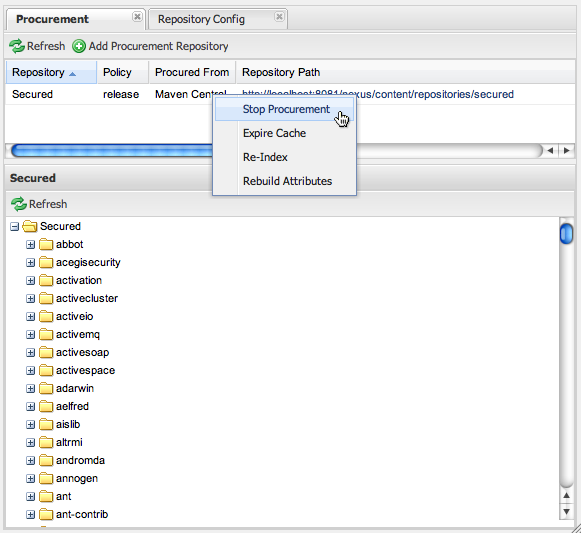 Procurement Repository Config
Refresh Add Procurement Repository
Repository Policy Procured From Repository Path
Secured release Maven Central http://localhost:8081/nexus/content/repositories/secured
Stop Procurement
Expire Cache
Re-Index
Rebuild Attributes
Secured
Refresh
Secured
abbot
acegisecurity
activation
activecluster
activeio
activemq
activesoap
activespace
adarwin
aelfred
aislib
altrmi
andromda
annogen
ant
ant-contrib